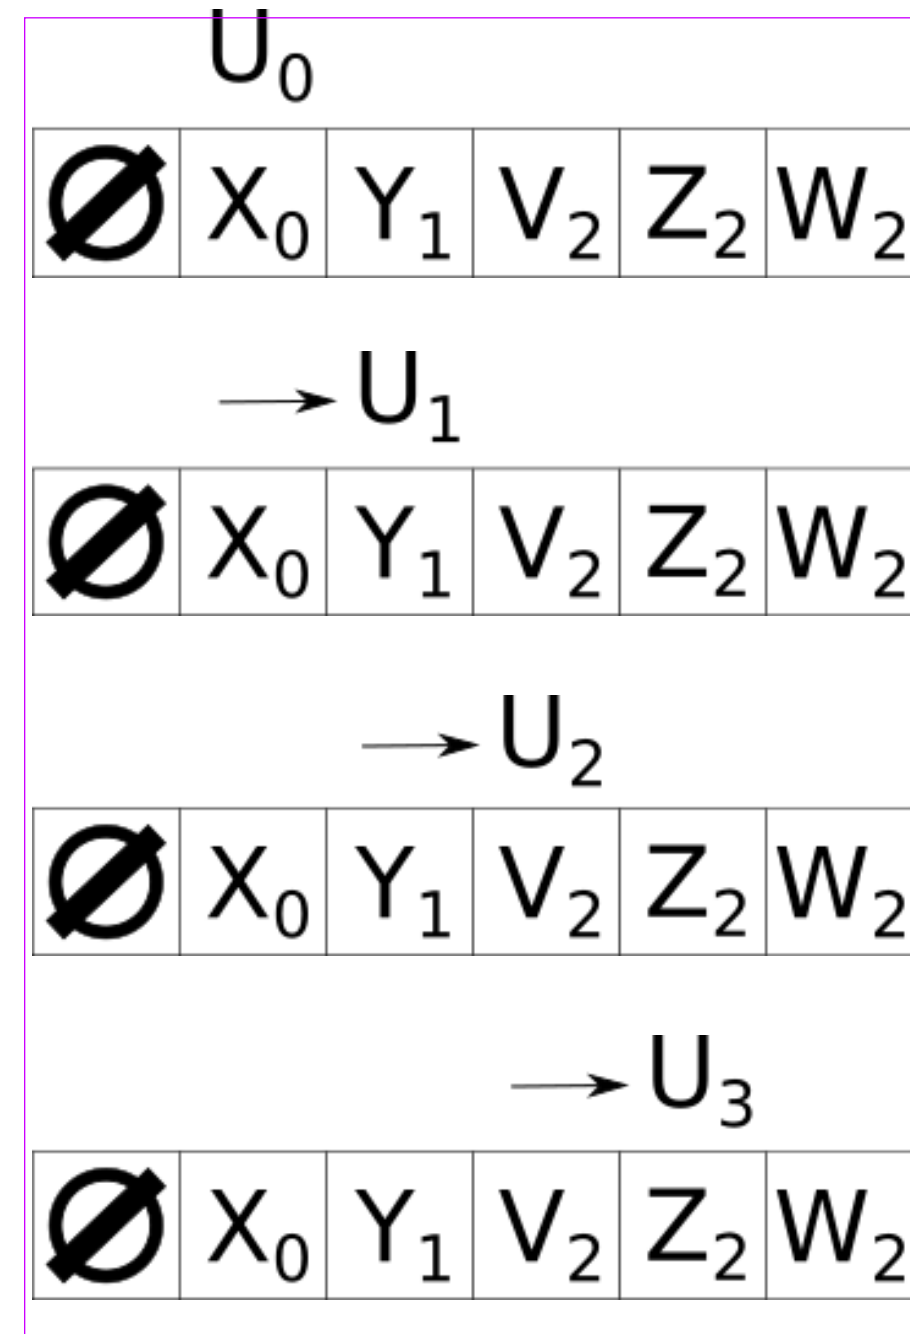 U₀
∅ X₀ Y₁ V₂ Z₂ W₂
→ U₁
∅ X₀ Y₁ V₂ Z₂ W₂
→ U₂
∅ X₀ Y₁ V₂ Z₂ W₂
→ U₃
∅ X₀ Y₁ V₂ Z₂ W₂